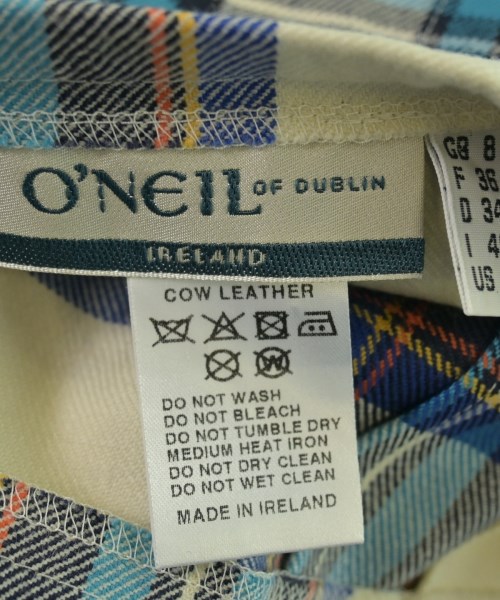 O'NEIL OF DUBLIN
IRELAND
GB 8
F 36
D 34
I 4
US
COW LEATHER
W
DO NOT WASH
DO NOT BLEACH
DO NOT TUMBLE DRY
MEDIUM HEAT IRON
DO NOT DRY CLEAN
DO NOT WET CLEAN
MADE IN IRELAND